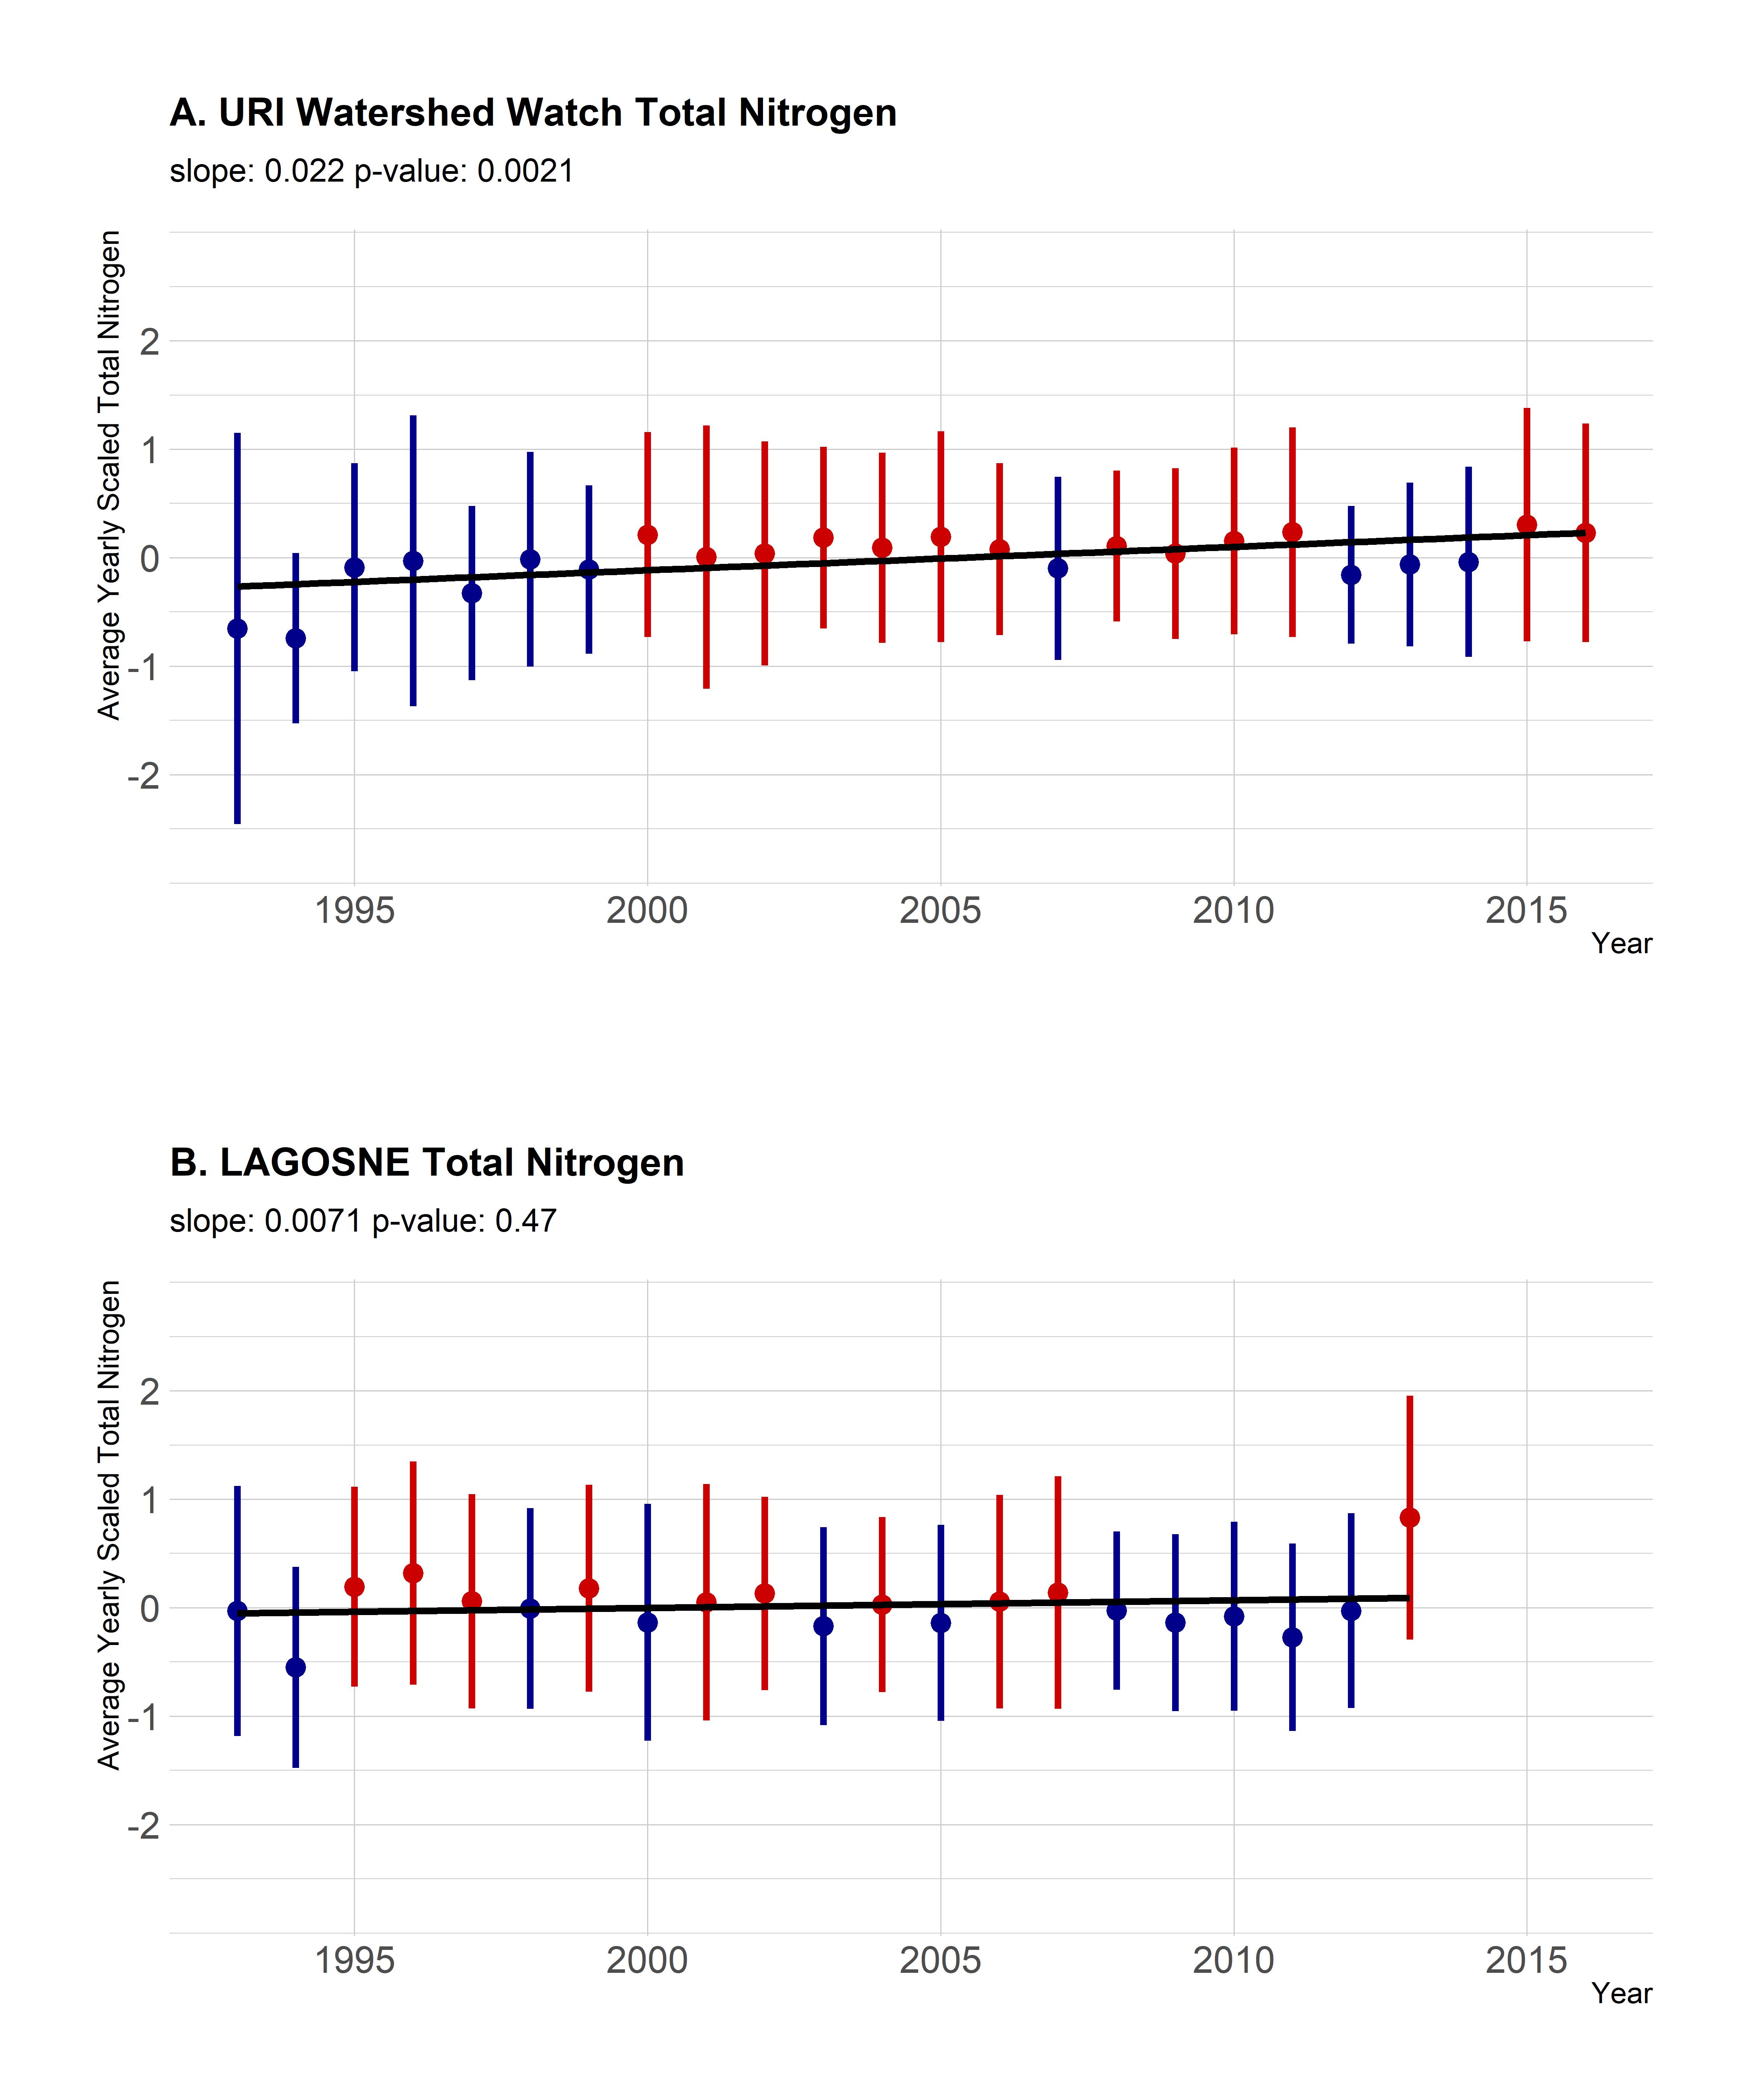 A. URI Watershed Watch Total Nitrogen
slope: 0.022 p-value: 0.0021
Average Yearly Scaled Total Nitrogen
2
1
0
-1
-2
1995 2000 2005 2010 2015
Year
B. LAGOSNE Total Nitrogen
slope: 0.0071 p-value: 0.47
Average Yearly Scaled Total Nitrogen
2
1
0
-1
-2
1995 2000 2005 2010 2015
Year